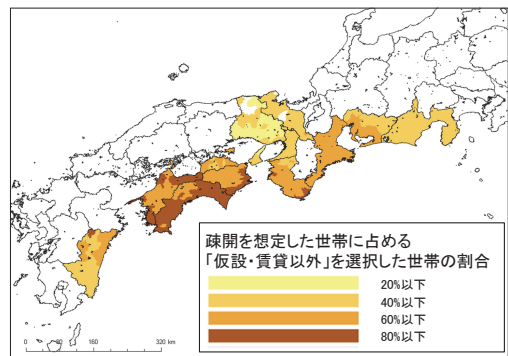 疎開を想定した世帯に占める
「仮設・賃貸以外」を選択した世帯の割合
20%以下
40%以下
60%以下
80%以下
0 80 160 320 km